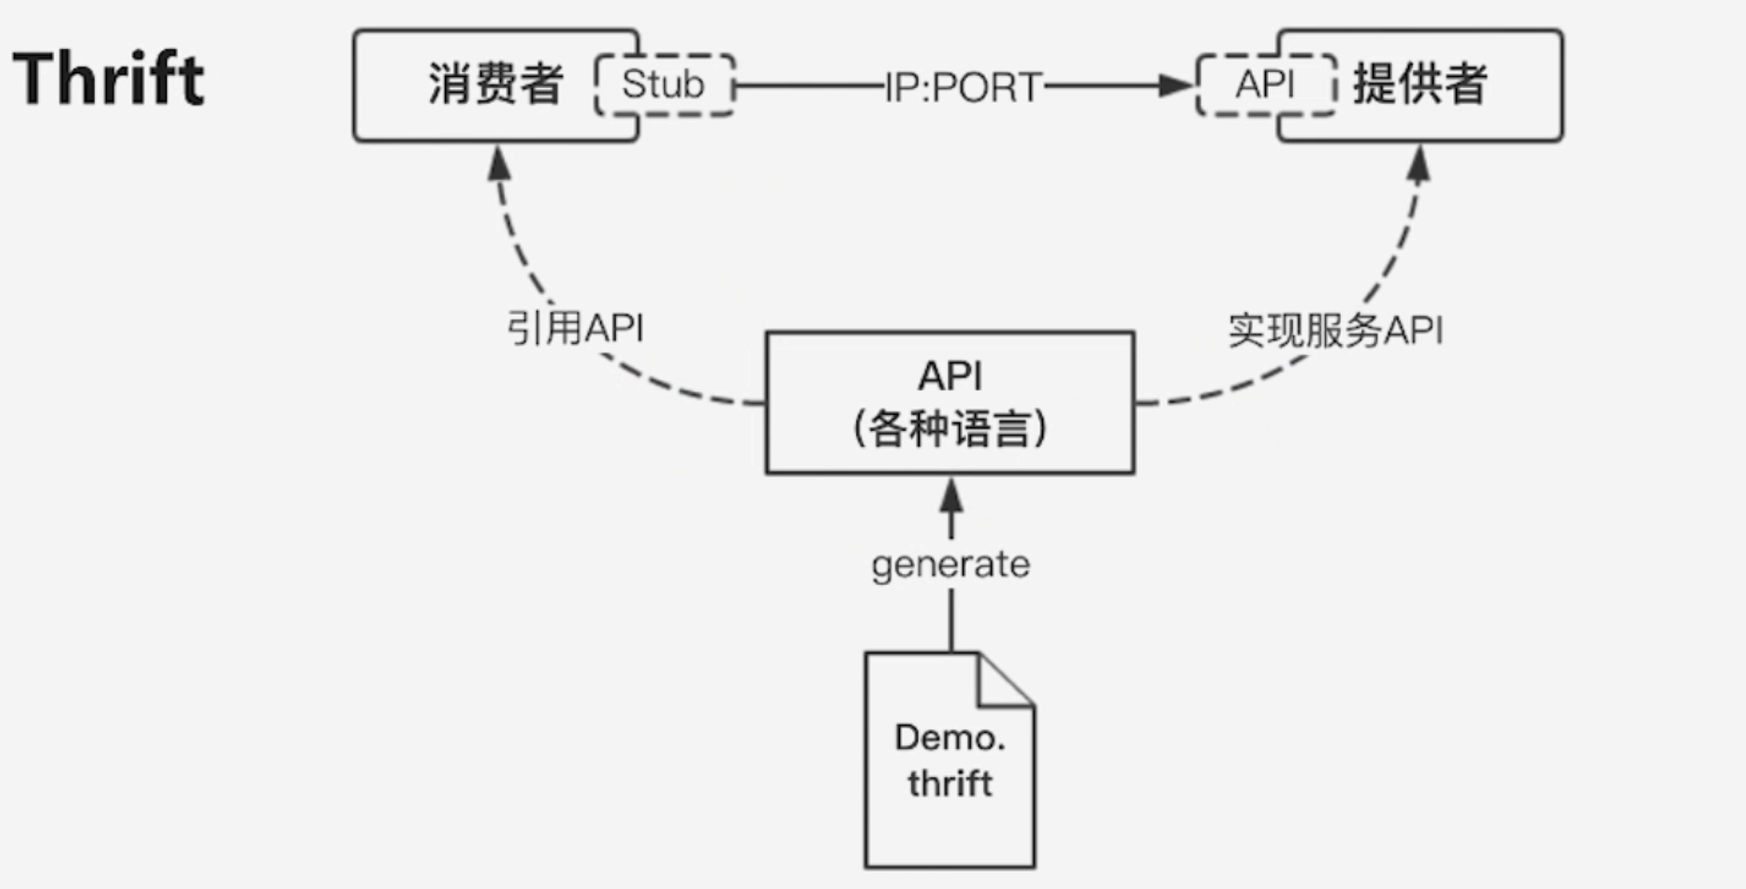 Thrift
消费者
Stub
IP:PORT
API
提供者
引用API
实现服务API
API
(各种语言)
generate
Demo.
thrift